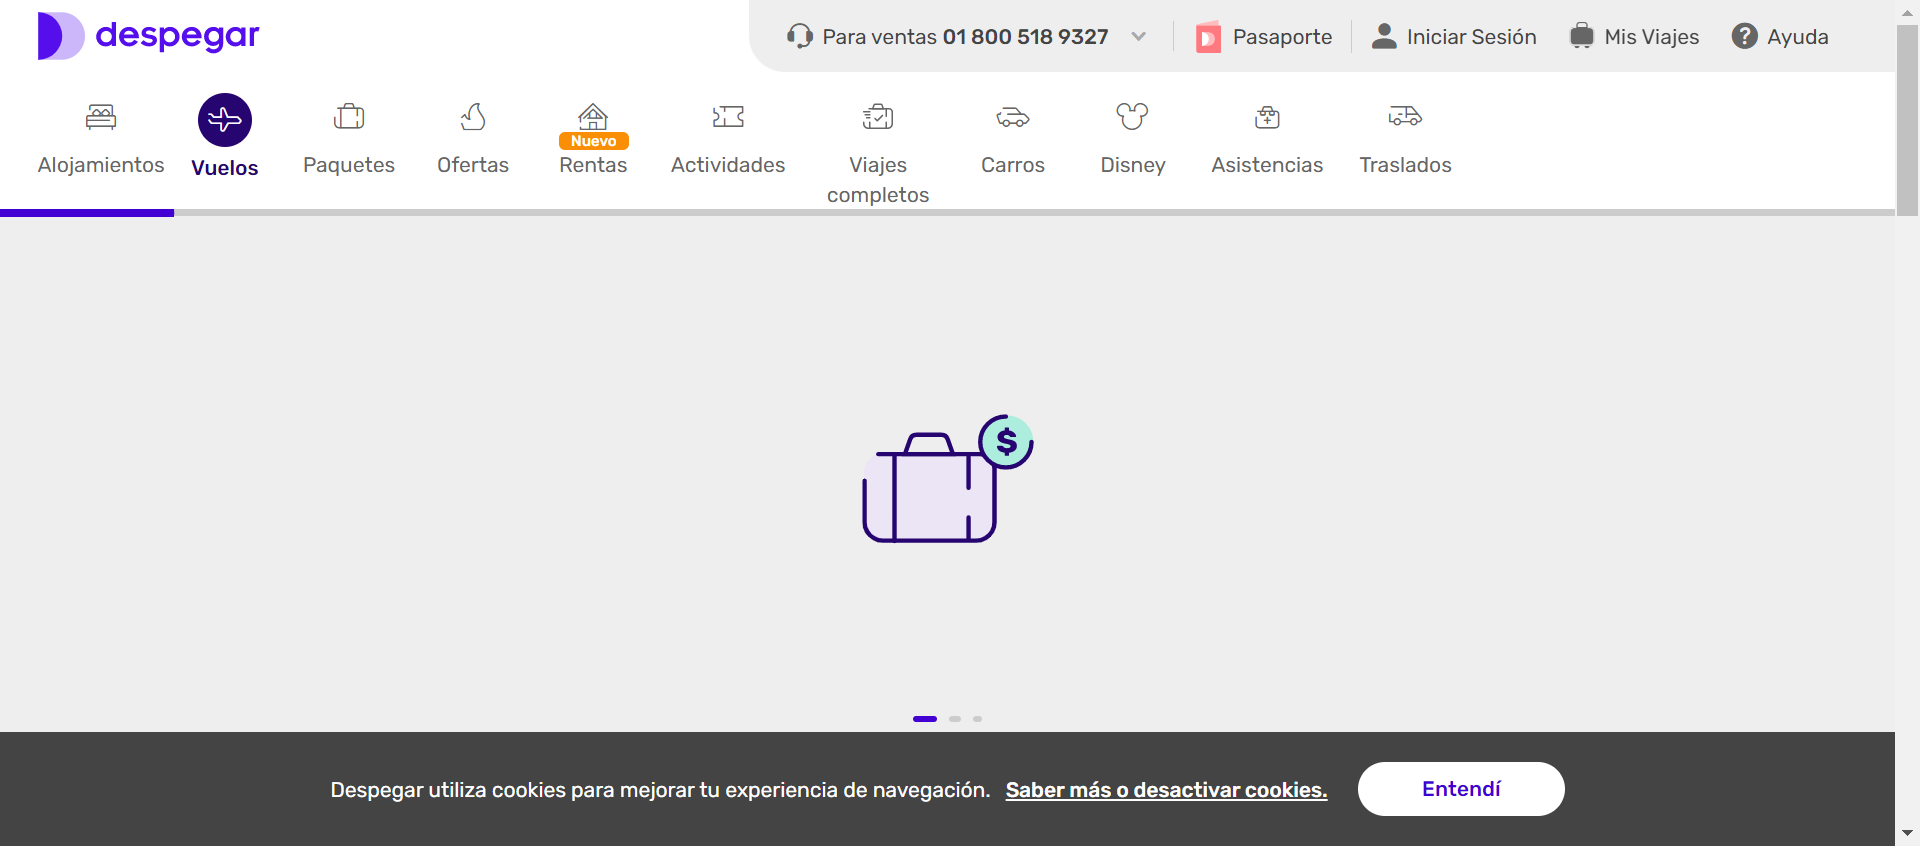 despegar
Para ventas 01 800 518 9327
Pasaporte
Iniciar Sesión
Mis Viajes
Ayuda
Alojamientos
Vuelos
Paquetes
Ofertas
Nuevo
Rentas
Actividades
Viajes
completos
Carros
Disney
Asistencias
Traslados
$
Despegar utiliza cookies para mejorar tu experiencia de navegación. Saber más o desactivar cookies.
Entendí